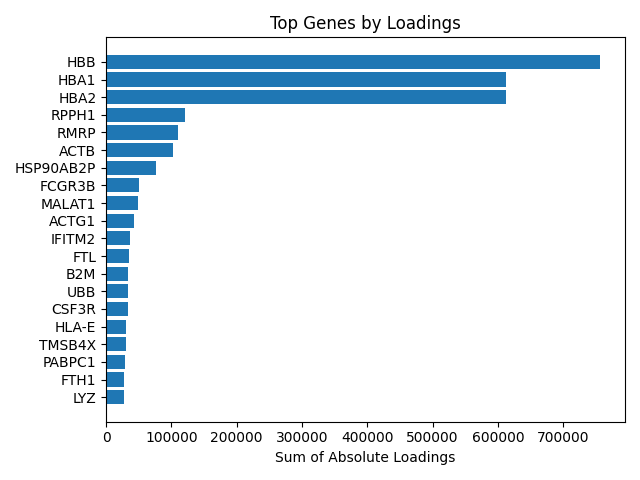 Top Genes by Loadings
HBB
HBA1
HBA2
RPPH1
RMRP
ACTB
HSP90AB2P
FCGR3B
MALAT1
ACTG1
IFITM2
FTL
B2M
UBB
CSF3R
HLA-E
TMSB4X
PABPC1
FTH1
LYZ
0 100000 200000 300000 400000 500000 600000 700000
Sum of Absolute Loadings